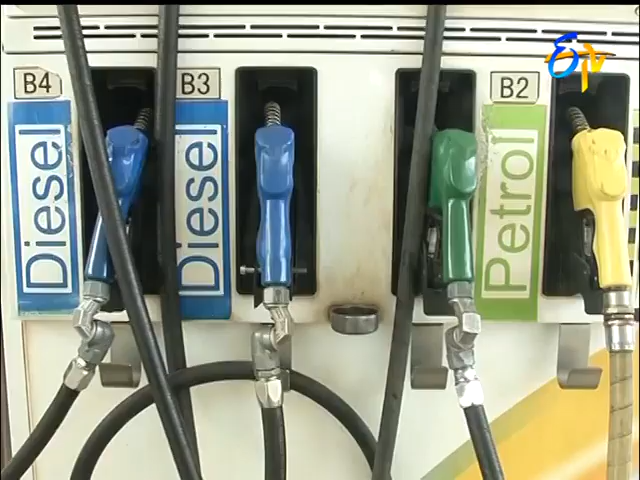 B4
B3
B2
Diesel
Diesel
Petrol
ETV